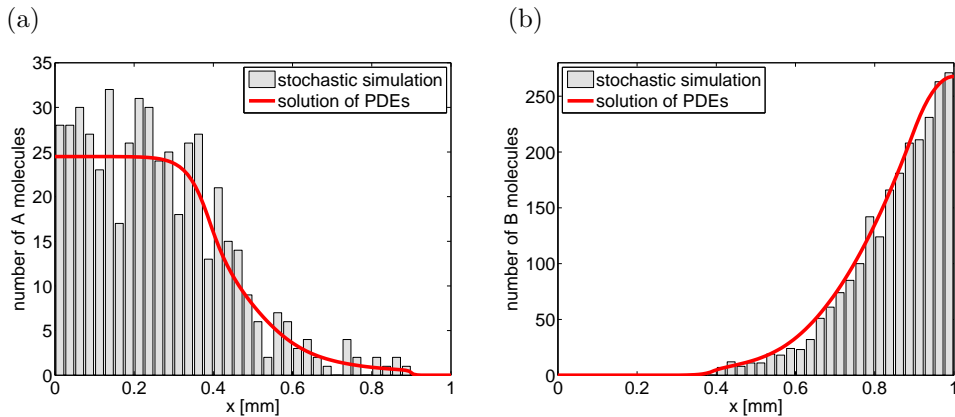 (a)
(b)
35
30
25
20
15
10
5
0
number of A molecules
stochastic simulation
solution of PDEs
0 0.2 0.4 0.6 0.8 1
x [mm]
250
200
150
100
50
0
number of B molecules
stochastic simulation
solution of PDEs
0 0.2 0.4 0.6 0.8 1
x [mm]